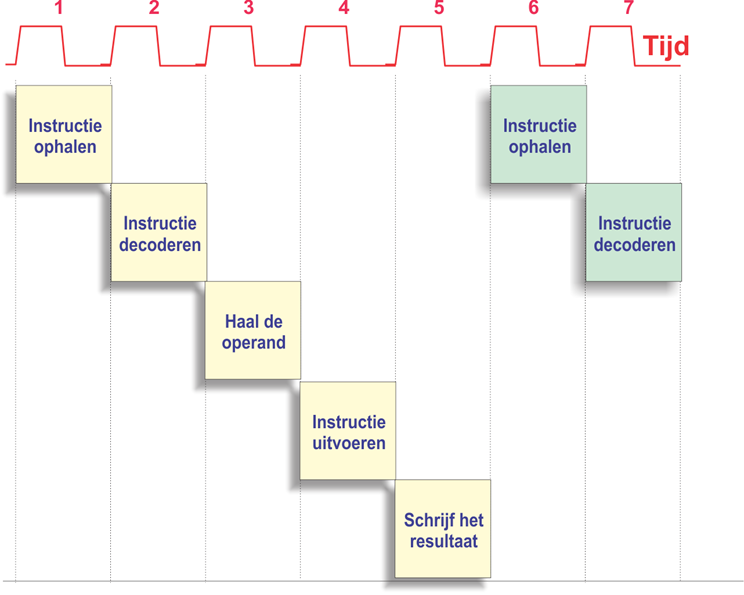 1 2 3 4 5 6 7
Tijd
Instructie
ophalen
Instructie
ophalen
Instructie
decoderen
Instructie
decoderen
Haal de
operand
Instructie
uitvoeren
Schrijf het
resultaat